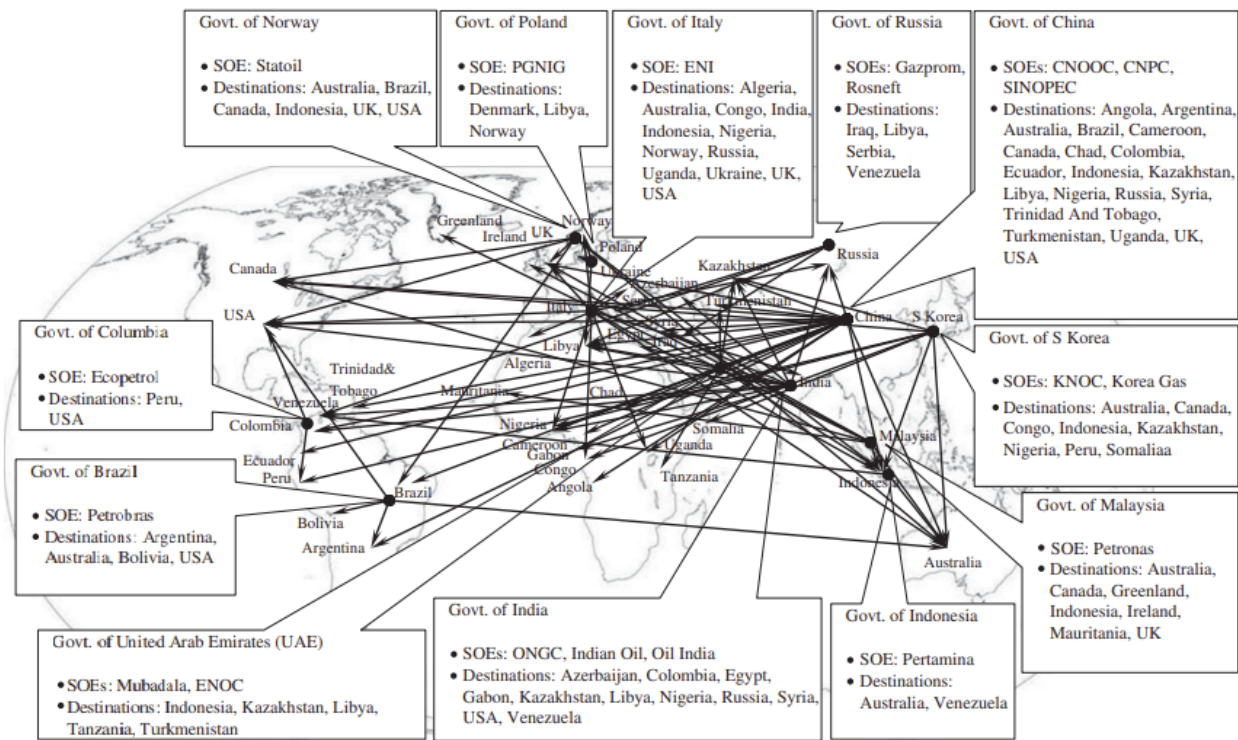 Govt. of Norway
• SOE: Statoil
• Destinations: Australia, Brazil,
Canada, Indonesia, UK, USA
Govt. of Poland
• SOE: PGNIG
• Destinations:
Denmark, Libya,
Norway
Govt. of Italy
• SOE: ENI
• Destinations: Algeria,
Australia, Congo, India,
Indonesia, Nigeria,
Norway, Russia,
Uganda, Ukraine, UK,
USA
Govt. of Russia
• SOEs: Gazprom,
Rosneft
• Destinations:
Iraq, Libya,
Serbia,
Venezuela
Govt. of China
• SOEs: CNOOC, CNPC,
SINOPEC
• Destinations: Angola, Argentina,
Australia, Brazil, Cameroon,
Canada, Chad, Colombia,
Ecuador, Indonesia, Kazakhstan,
Libya, Nigeria, Russia, Syria,
Trinidad And Tobago,
Turkmenistan, Uganda, UK,
USA
Greenland
Norway
Ireland
UK
Poland
Ukraine
Canada
Kazakhstan
Russia
Azerbaijan
Turkmenistan
Italy
USA
China
S Korea
Syria
Egypt
Iraq
Libya
Algeria
India
Trinidad&
Tobago
Mauritania
Chad
Venezuela
Colombia
Nigeria
Somalia
Malaysia
Cameroon
Uganda
Gabon
Ecuador
Congo
Tanzania
Peru
Angola
Indonesia
Brazil
Bolivia
Argentina
Australia
Govt. of Columbia
• SOE: Ecopetrol
• Destinations: Peru,
USA
Govt. of S Korea
• SOEs: KNOC, Korea Gas
• Destinations: Australia, Canada,
Congo, Indonesia, Kazakhstan,
Nigeria, Peru, Somaliaa
Govt. of Brazil
• SOE: Petrobras
• Destinations: Argentina,
Australia, Bolivia, USA
Govt. of Malaysia
• SOE: Petronas
• Destinations: Australia,
Canada, Greenland,
Indonesia, Ireland,
Mauritania, UK
Govt. of United Arab Emirates (UAE)
• SOEs: Mubadala, ENOC
• Destinations: Indonesia, Kazakhstan, Libya,
Tanzania, Turkmenistan
Govt. of India
• SOEs: ONGC, Indian Oil, Oil India
• Destinations: Azerbaijan, Colombia, Egypt,
Gabon, Kazakhstan, Libya, Nigeria, Russia, Syria,
USA, Venezuela
Govt. of Indonesia
• SOE: Pertamina
• Destinations:
Australia, Venezuela